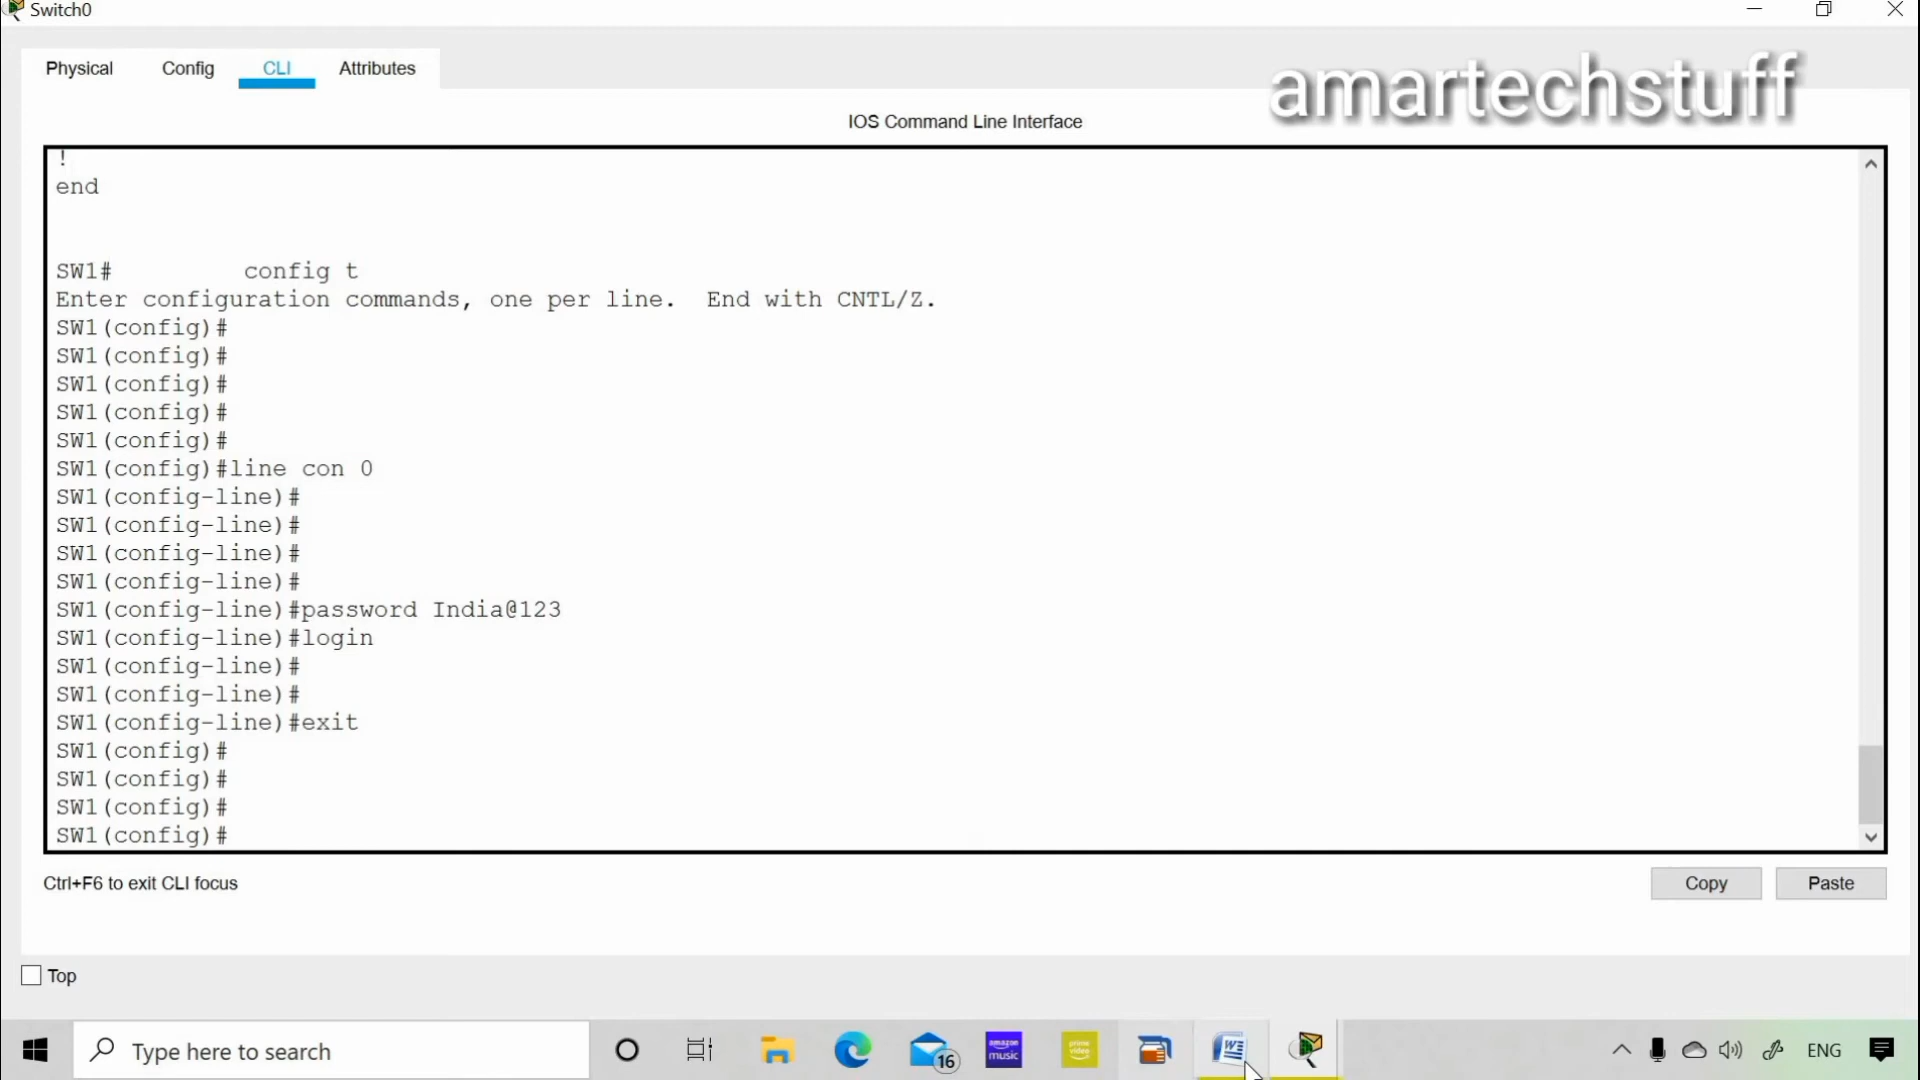 Switch0
Physical Config CLI Attributes
amartechstuff
IOS Command Line Interface
!
end
SW1# config t
Enter configuration commands, one per line. End with CNTL/Z.
SW1(config)#
SW1(config)#
SW1(config)#
SW1(config)#
SW1(config)#
SW1(config)#line con 0
SW1(config-line)#
SW1(config-line)#
SW1(config-line)#
SW1(config-line)#
SW1(config-line)#password India@123
SW1(config-line)#login
SW1(config-line)#
SW1(config-line)#
SW1(config-line)#exit
SW1(config)#
SW1(config)#
SW1(config)#
SW1(config)#
Ctrl+F6 to exit CLI focus
Copy Paste
Top
Type here to search
16
amazon music
prime video
ENG